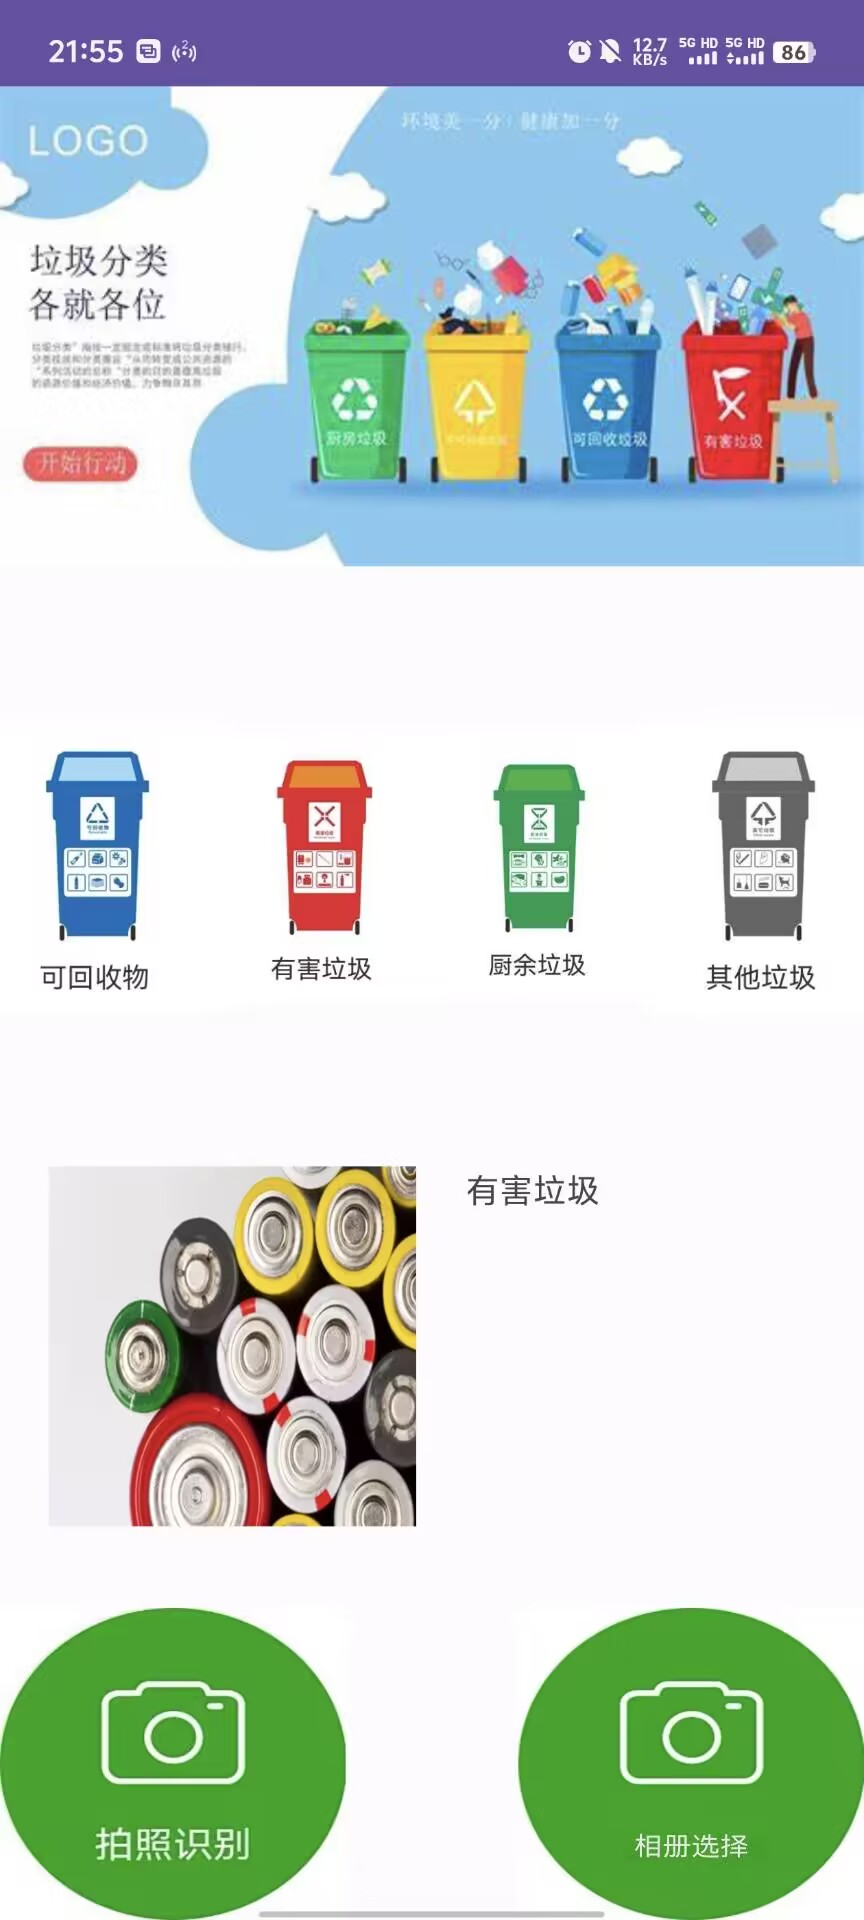 21:55
2
12.7
KB/s
5G HD
5G HD
86
LOGO
环境美一分 健康加一分
垃圾分类
各就各位
开始行动
厨房垃圾
可回收垃圾
有害垃圾
可回收物
有害垃圾
厨余垃圾
其他垃圾
有害垃圾
拍照识别
相册选择